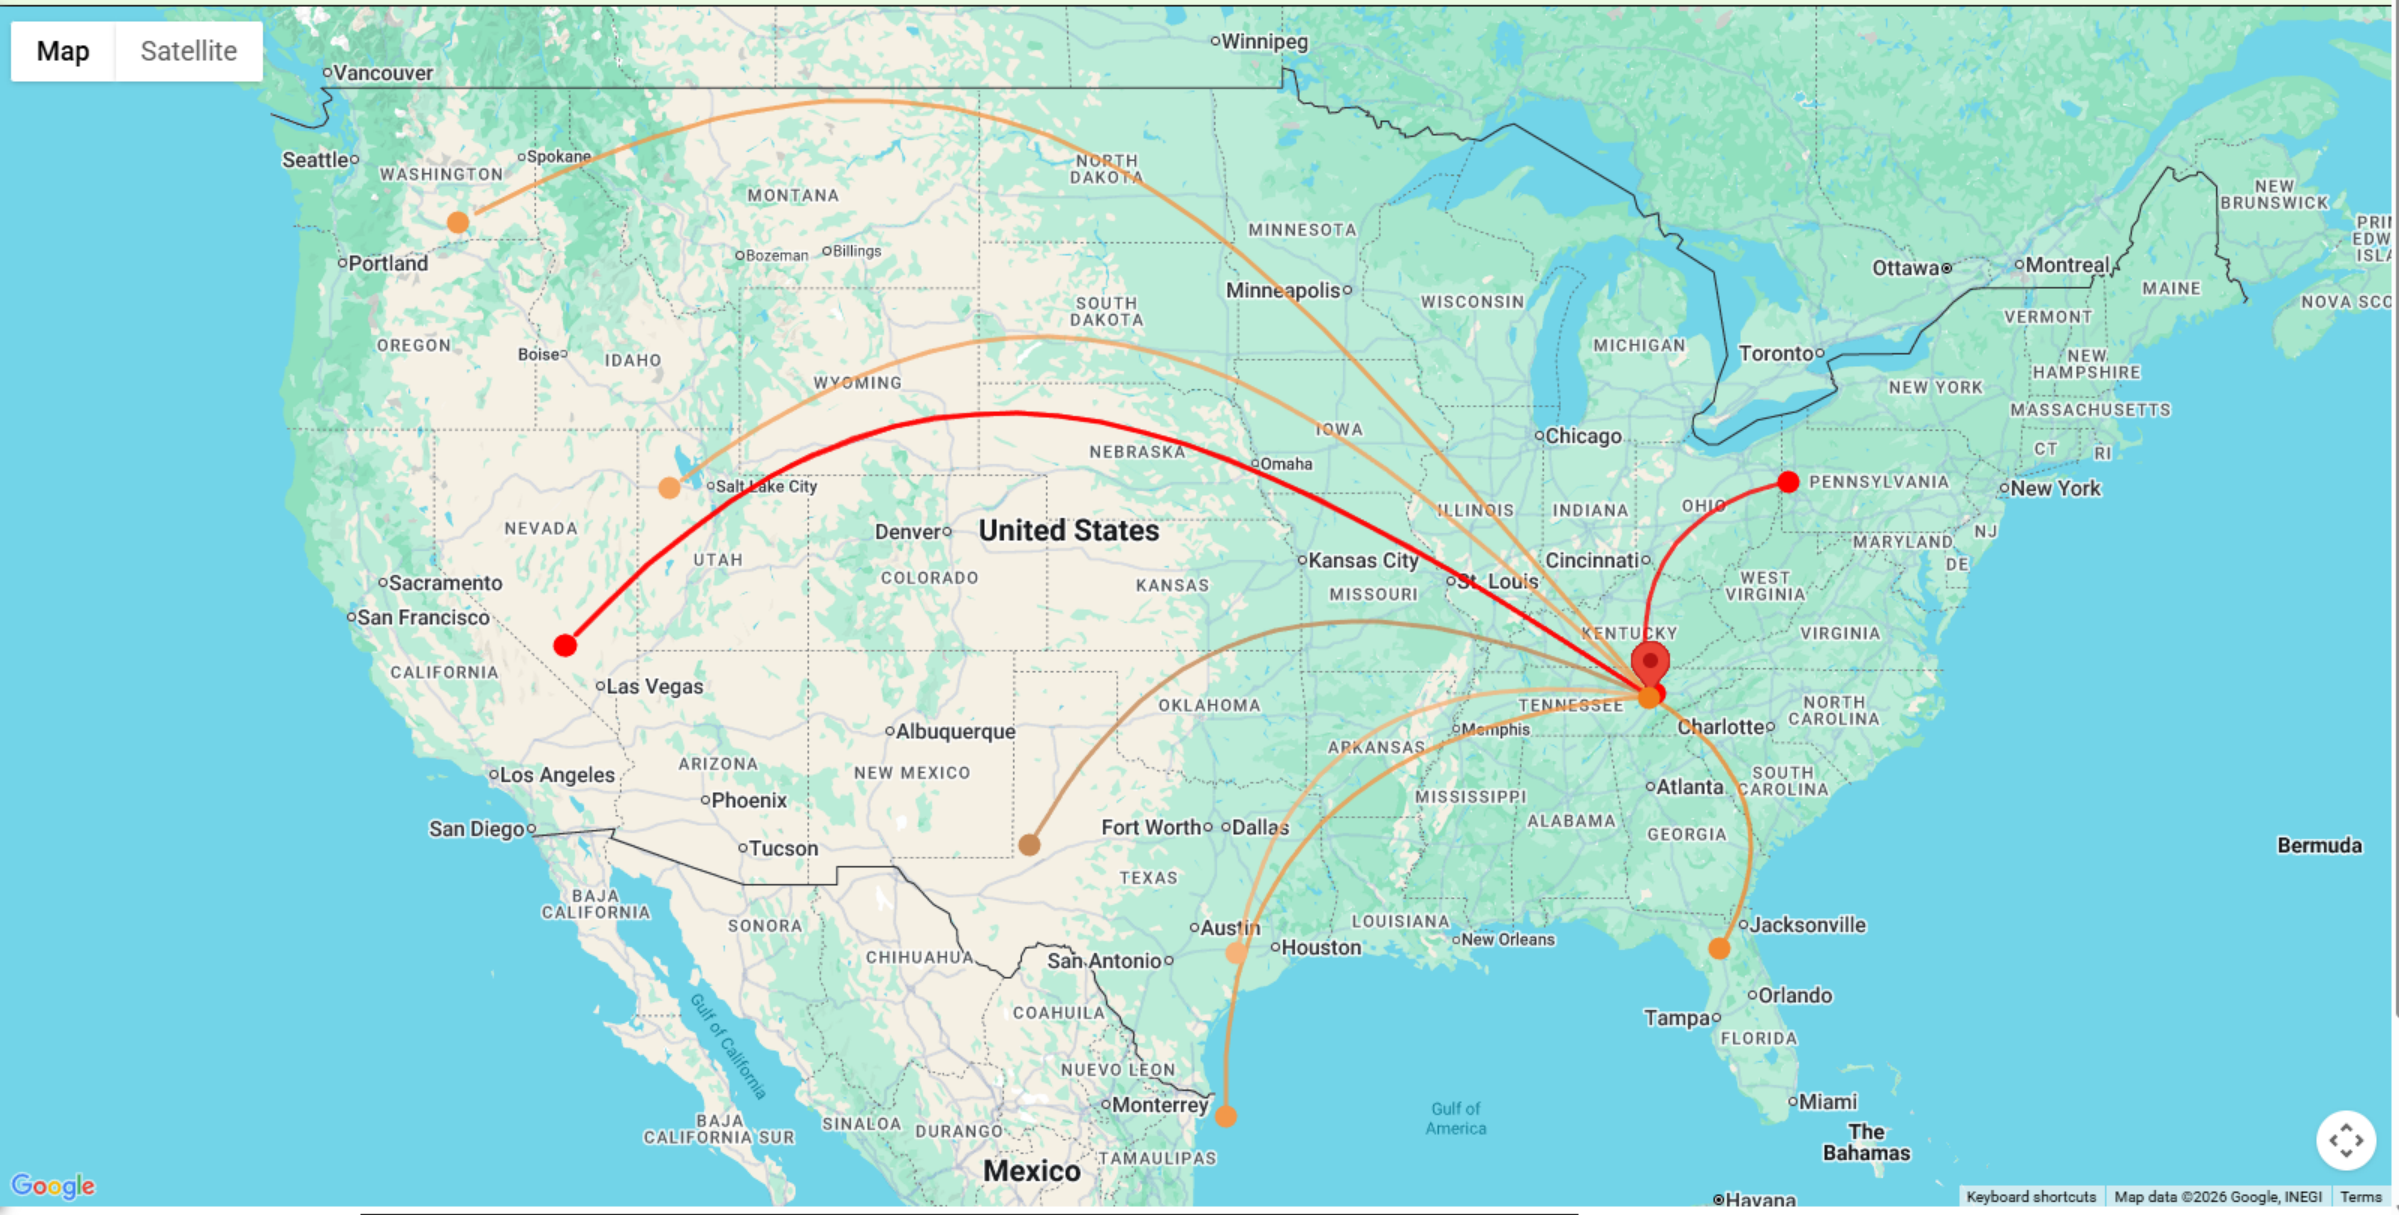 Map
Satellite
Winnipeg
Vancouver
Seattle
Spokane
WASHINGTON
NORTH
DAKOTA
MONTANA
NEW
BRUNSWICK
MINNESOTA
Bozeman
Billings
Portland
Ottawa
Montreal
MAINE
Minneapolis
WISCONSIN
SOUTH
DAKOTA
NOVA SCO
VERMONT
OREGON
Boise
IDAHO
MICHIGAN
Toronto
NEW
HAMPSHIRE
WYOMING
NEW YORK
MASSACHUSETTS
IOWA
Chicago
NEBRASKA
CT
RI
Omaha
Salt Lake City
PENNSYLVANIA
New York
OHIO
ILLINOIS
INDIANA
NEVADA
Denver
United States
NJ
MARYLAND
DE
UTAH
COLORADO
Kansas City
Cincinnati
Sacramento
KANSAS
MISSOURI
St. Louis
WEST
VIRGINIA
San Francisco
KENTUCKY
VIRGINIA
CALIFORNIA
Las Vegas
OKLAHOMA
TENNESSEE
NORTH
CAROLINA
Albuquerque
Memphis
Charlotte
ARKANSAS
ARIZONA
NEW MEXICO
Los Angeles
Phoenix
MISSISSIPPI
Atlanta
SOUTH
CAROLINA
San Diego
Fort Worth
Dallas
ALABAMA
GEORGIA
Tucson
Bermuda
TEXAS
BAJA
CALIFORNIA
SONORA
Austin
LOUISIANA
Jacksonville
New Orleans
Houston
CHIHUAHUA
San Antonio
Orlando
Gulf of California
COAHUILA
Tampa
FLORIDA
NUEVO LEON
Monterrey
Gulf of
America
Miami
BAJA
CALIFORNIA SUR
SINALOA
DURANGO
The
Bahamas
TAMAULIPAS
Mexico
Google
Havana
Keyboard shortcuts
Map data ©2026 Google, INEGI
Terms